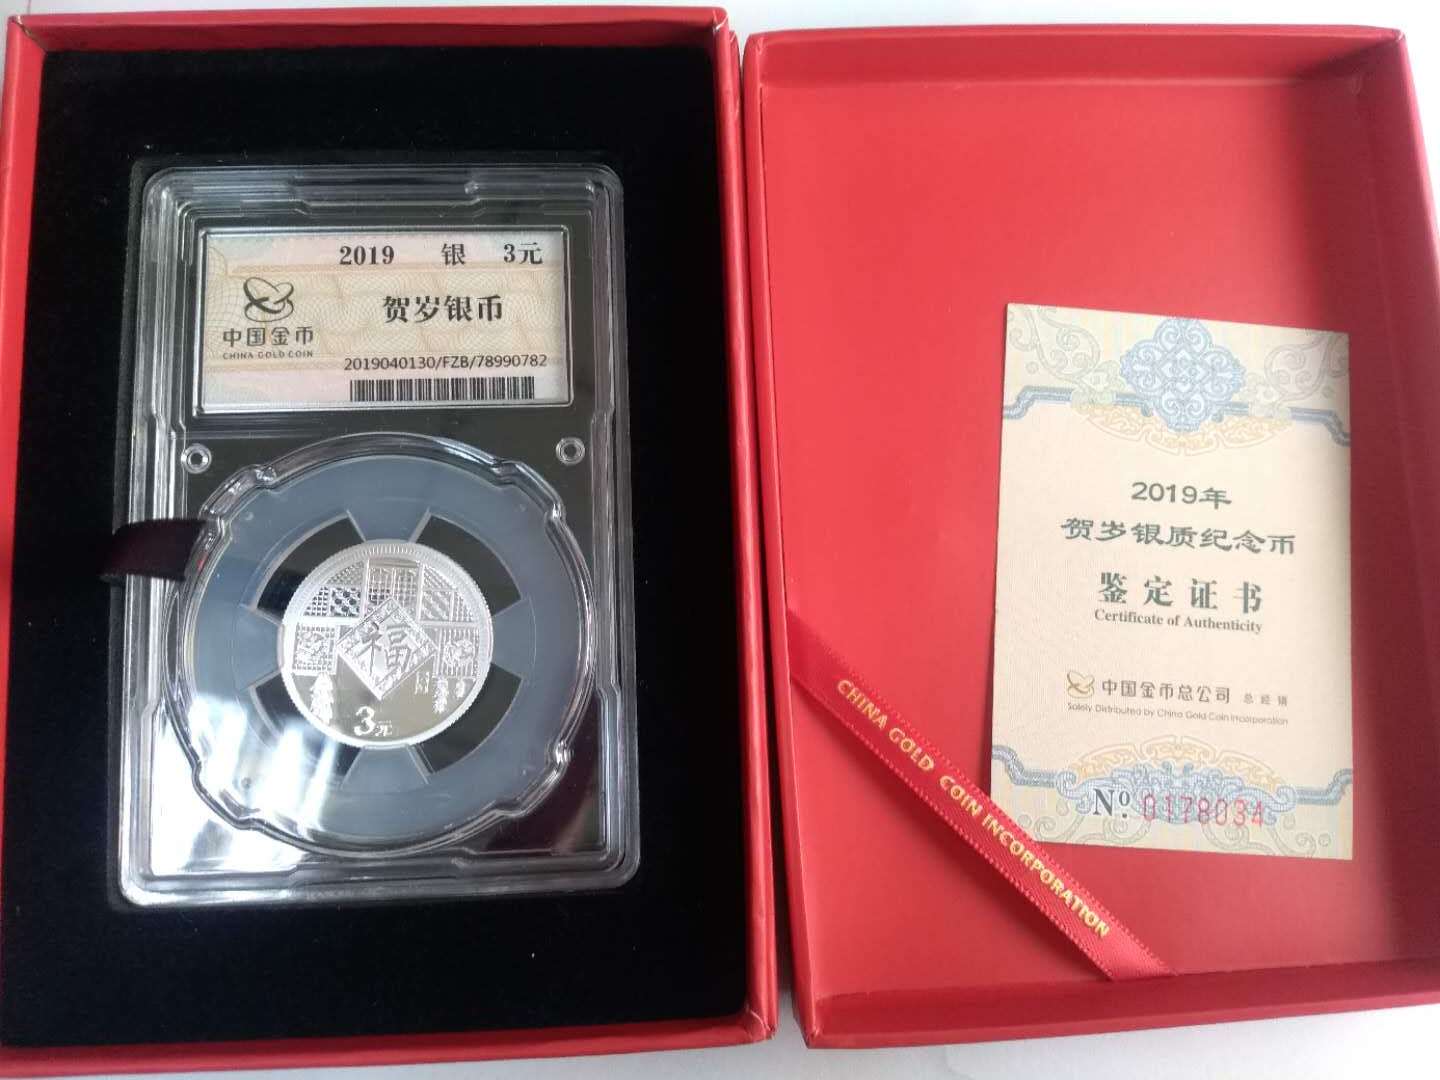 2019 银 3元
中国金币
CHINA GOLD COIN
贺岁银币
2019040130/FZB/78990782
福
3元
2019年
贺岁银质纪念币
鉴定证书
Certificate of Authenticity
中国金币总公司 总经销
Solely Distributed by China Gold Coin Incorporation
Nº. 0178034
CHINA GOLD COIN INCORPORATION